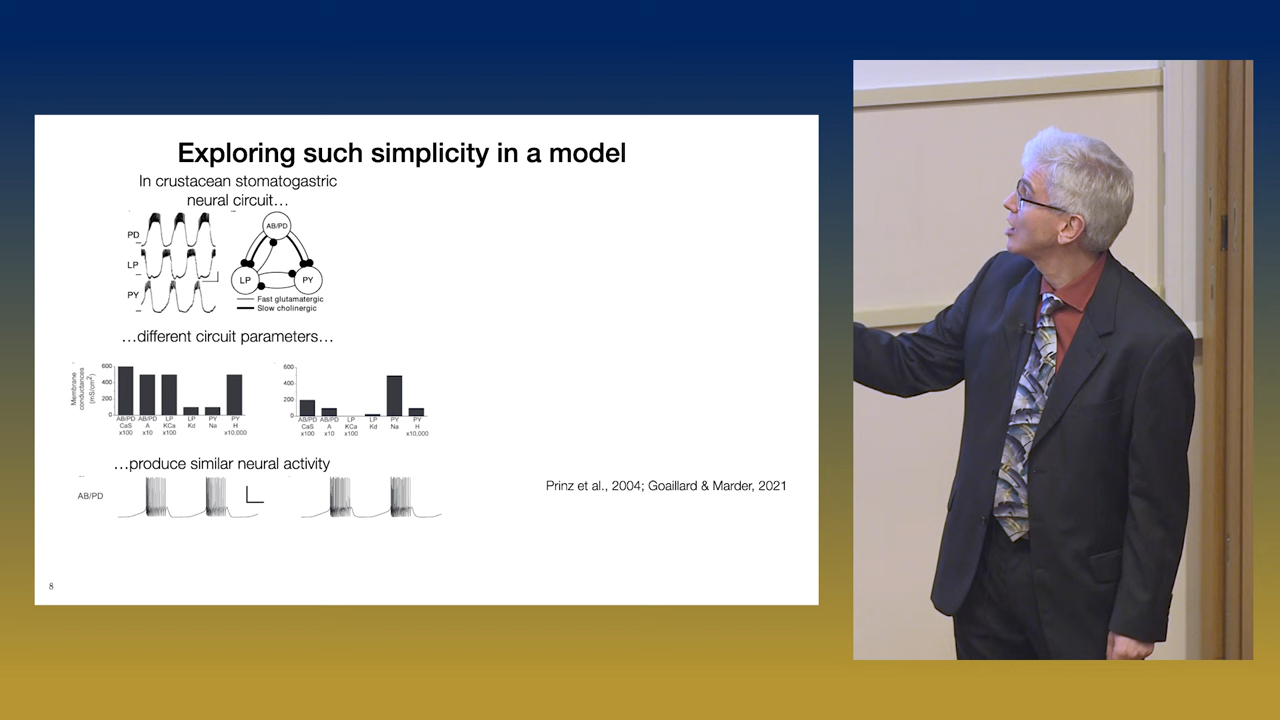 Exploring such simplicity in a model
In crustacean stomatogastric
neural circuit…
PD
LP
PY
AB/PD
LP
PY
Fast glutamatergic
Slow cholinergic
…different circuit parameters…
Membrane
conductances
(mS/cm²)
600
400
200
0
AB/PD
CaS
x100
AB/PD
A
x10
LP
KCa
x100
LP
Kd
PY
Na
PY
H
x10,000
600
400
200
0
AB/PD
CaS
x100
AB/PD
A
x10
LP
KCa
x100
LP
Kd
PY
Na
PY
H
x10,000
…produce similar neural activity
AB/PD
Prinz et al., 2004; Goaillard & Marder, 2021
8